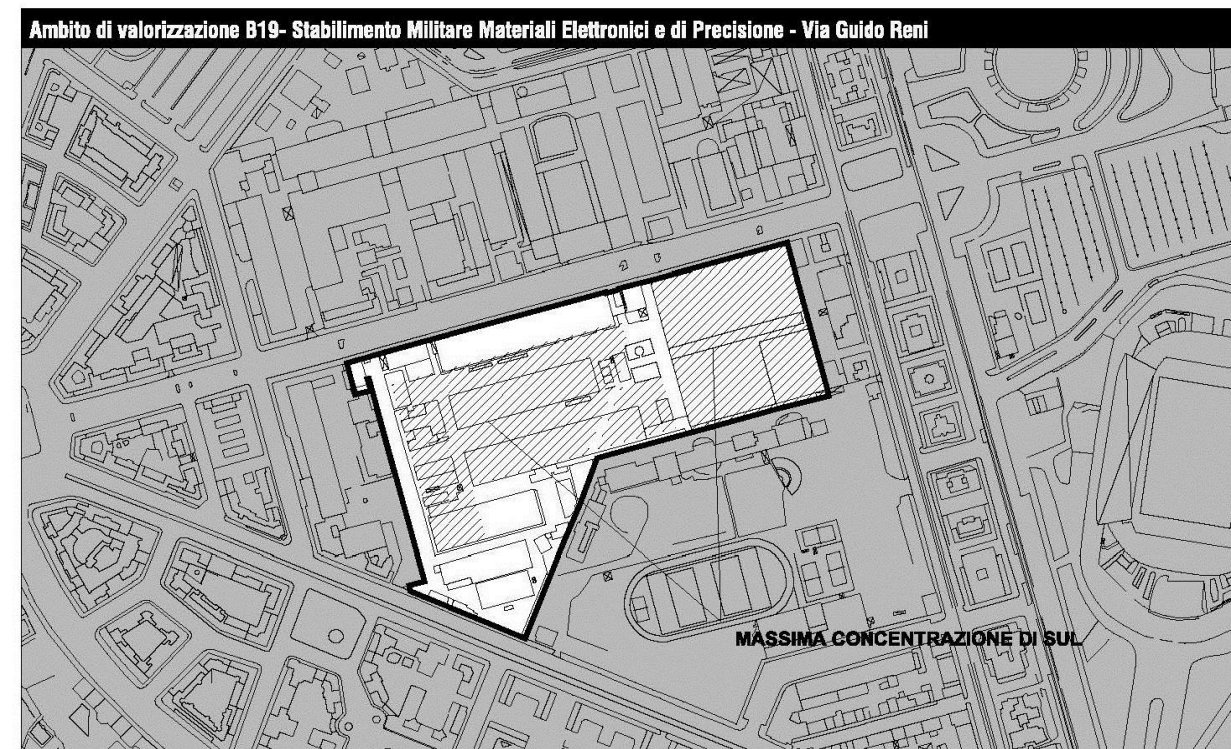 Ambito di valorizzazione B19- Stabilimento Militare Materiali Elettronici e di Precisione - Via Guido Reni
MASSIMA CONCENTRAZIONE DI SUL